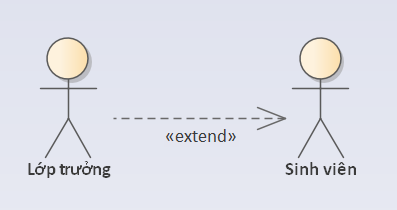 «extend»
Lớp trưởng
Sinh viên